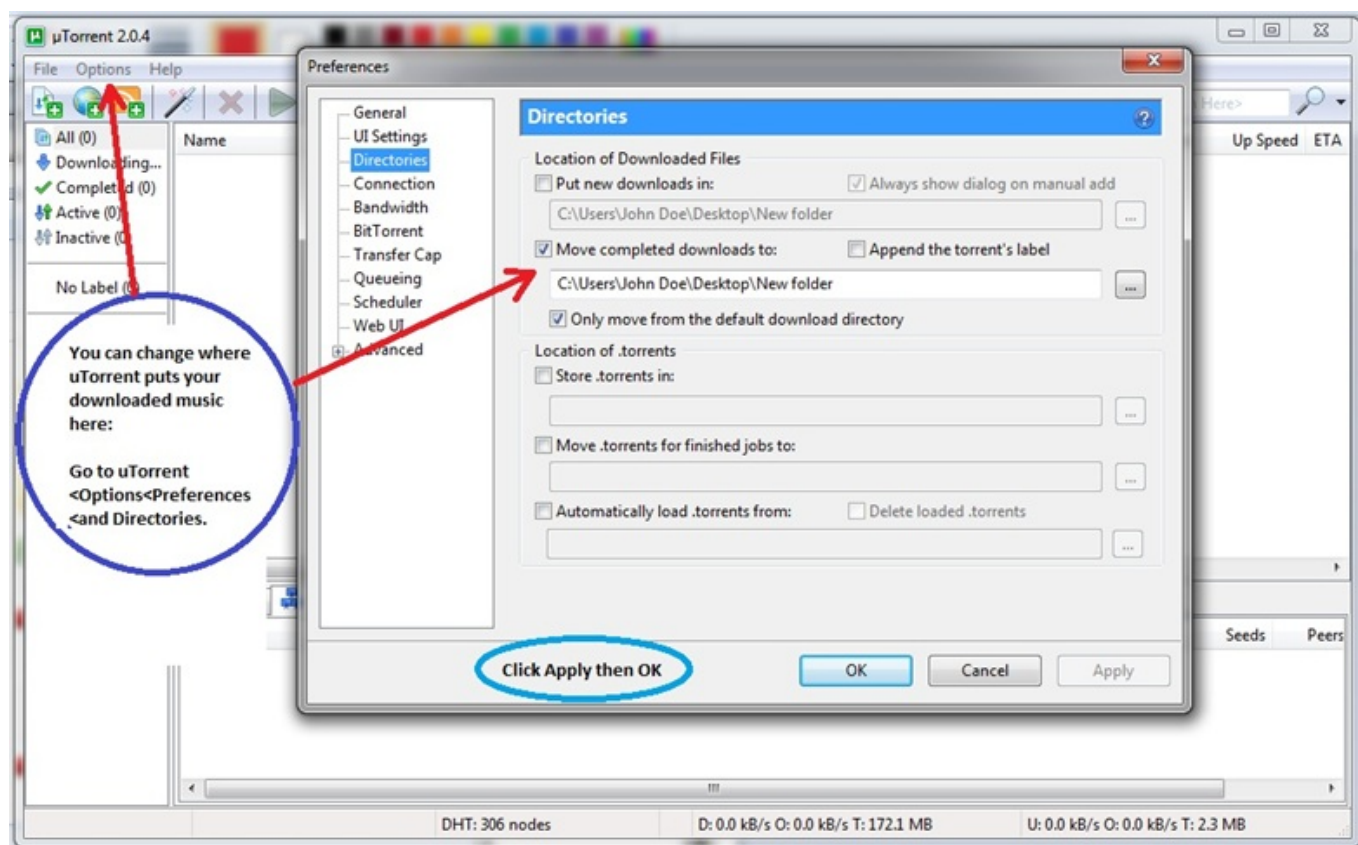 µTorrent 2.0.4
File Options Help
Preferences
Here>
All (0)
Downloading...
Completed (0)
Active (0)
Inactive (0
No Label (0)
Name
Up Speed ETA
General
UI Settings
Directories
Connection
Bandwidth
BitTorrent
Transfer Cap
Queueing
Scheduler
Web UI
Advanced
Directories
Location of Downloaded Files
Put new downloads in: Always show dialog on manual add
C:\Users\John Doe\Desktop\New folder
...
Move completed downloads to: Append the torrent's label
C:\Users\John Doe\Desktop\New folder
...
Only move from the default download directory
Location of .torrents
Store .torrents in:
...
Move .torrents for finished jobs to:
...
Automatically load .torrents from: Delete loaded .torrents
...
You can change where
uTorrent puts your
downloaded music
here:
Go to uTorrent
<Options<Preferences
<and Directories.
Click Apply then OK
OK Cancel Apply
Seeds Peers
DHT: 306 nodes D: 0.0 kB/s O: 0.0 kB/s T: 172.1 MB U: 0.0 kB/s O: 0.0 kB/s T: 2.3 MB